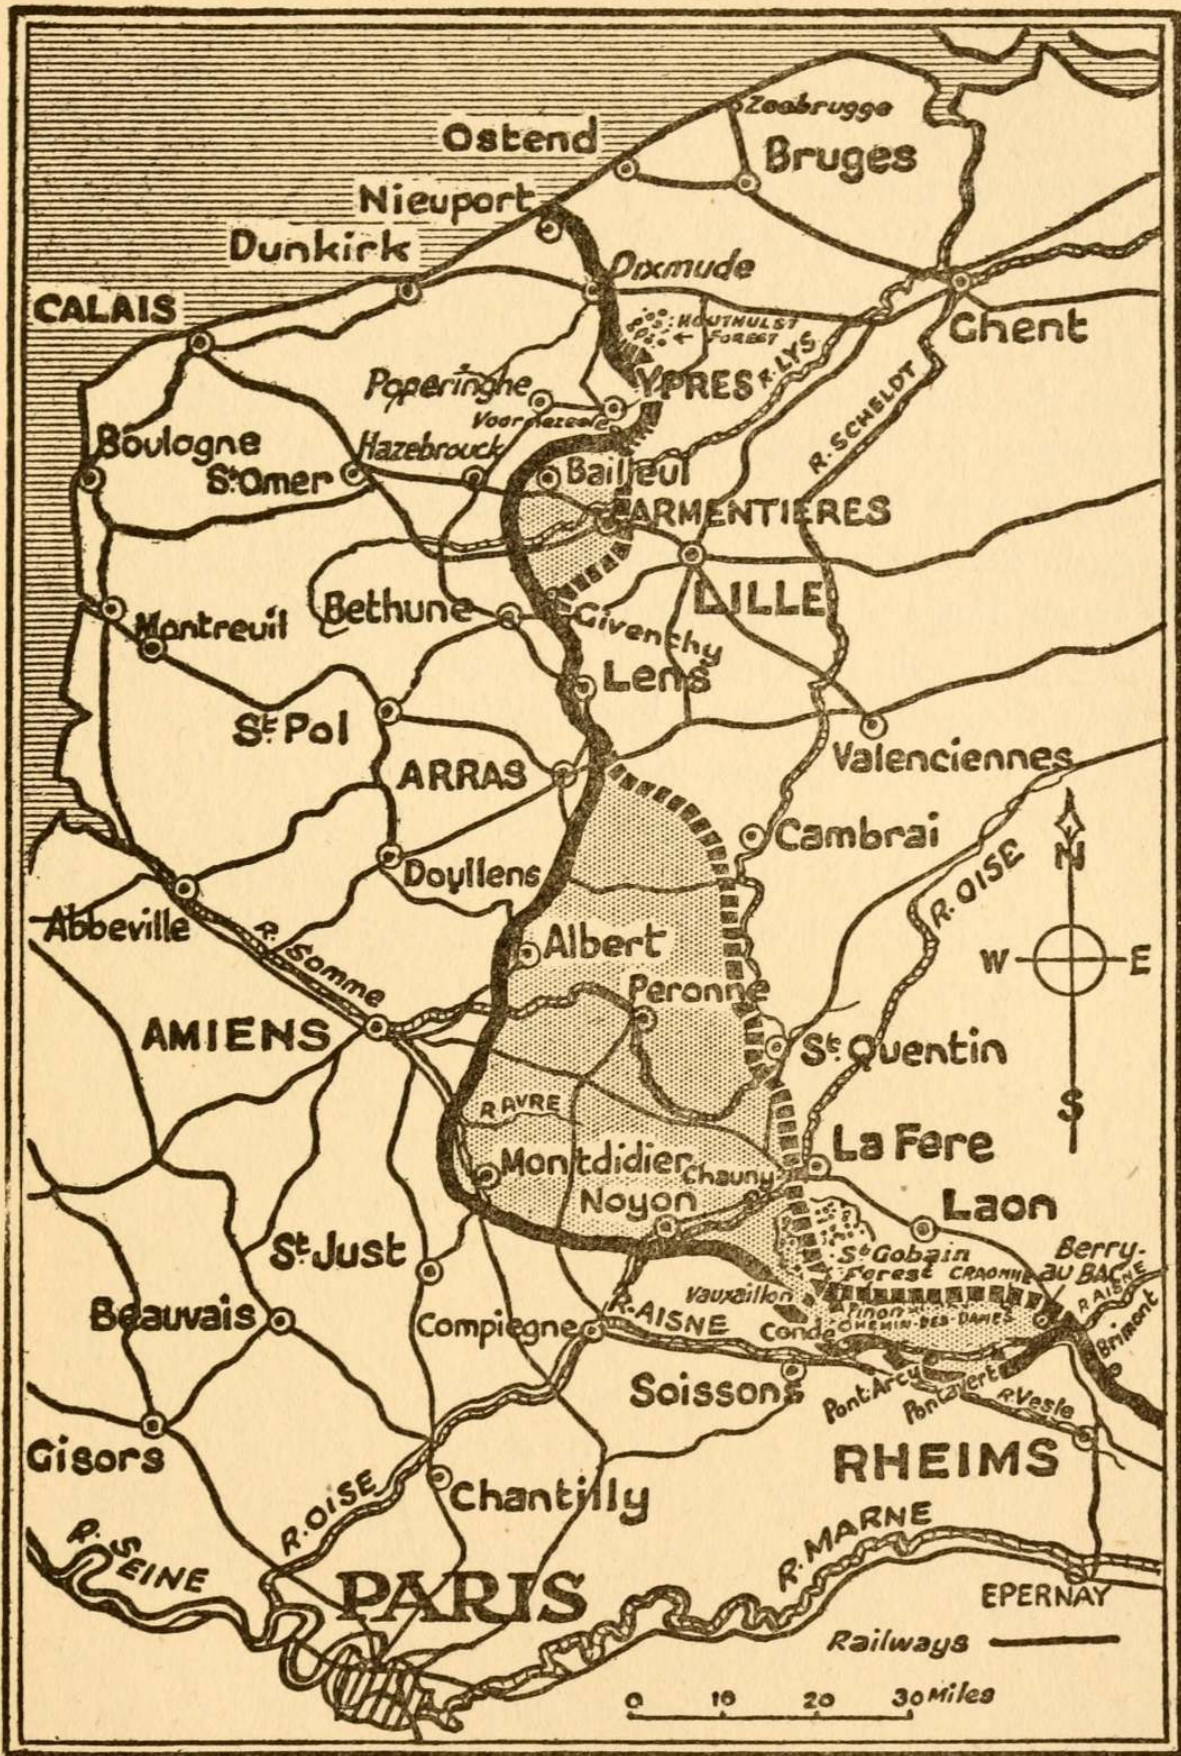 Zeebrugge
Ostend
Bruges
Nieuport
Dunkirk
Dixmude
CALAIS
HOUTHULST
← FOREST
Ghent
R. LYS
YPRES
Poperinghe
Voormezeele
R. SCHELDT
Boulogne
Hazebrouck
St. Omer
Bailleul
ARMENTIERES
LILLE
Bethune
Givenchy
Montreuil
Lens
St. Pol
Valenciennes
ARRAS
Cambrai
N
Doullens
R. OISE
Abbeville
R. Somme
Albert
W
E
Peronne
AMIENS
St. Quentin
R AVRE
S
La Fere
Montdidier
Chauny
Noyon
Laon
St. Just
St. Gobain
Forest
CRAONNE
Berry-
au BAC
R AISNE
Vauxaillon
Pinon
Beauvais
Compiegne
R. AISNE
Condé
CHEMIN-DES-DAMES
Brimont
Soissons
Pont-Arcy
Pontavert
R. Vesle
Gisors
RHEIMS
R. OISE
Chantilly
R. MARNE
R. SEINE
PARIS
EPERNAY
Railways
0 10 20 30 Miles